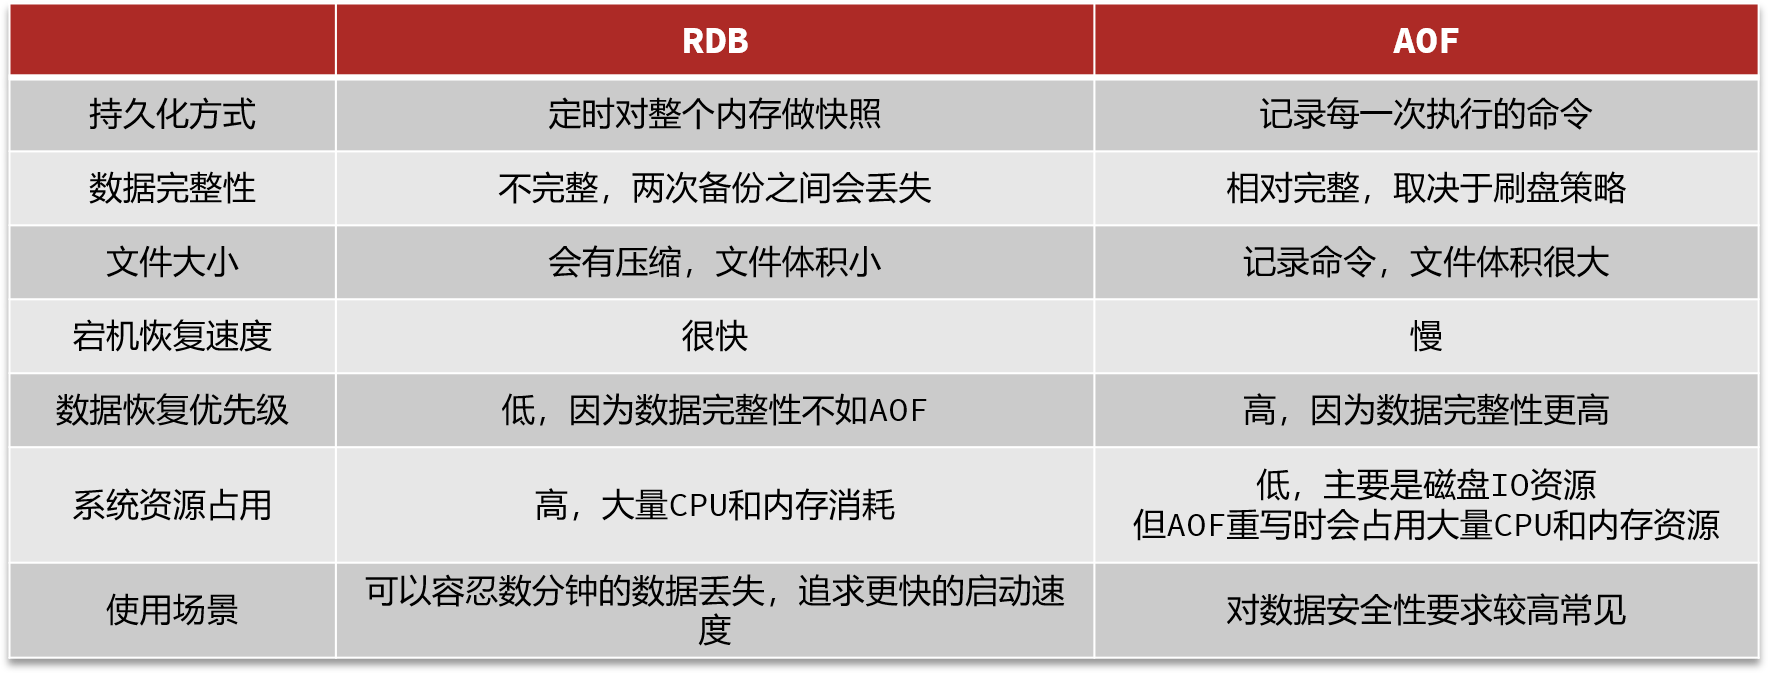 RDB
AOF
持久化方式
定时对整个内存做快照
记录每一次执行的命令
数据完整性
不完整，两次备份之间会丢失
相对完整，取决于刷盘策略
文件大小
会有压缩，文件体积小
记录命令，文件体积很大
宕机恢复速度
很快
慢
数据恢复优先级
低，因为数据完整性不如AOF
高，因为数据完整性更高
系统资源占用
高，大量CPU和内存消耗
低，主要是磁盘IO资源
但AOF重写时会占用大量CPU和内存资源
使用场景
可以容忍数分钟的数据丢失，追求更快的启动速
度
对数据安全性要求较高常见